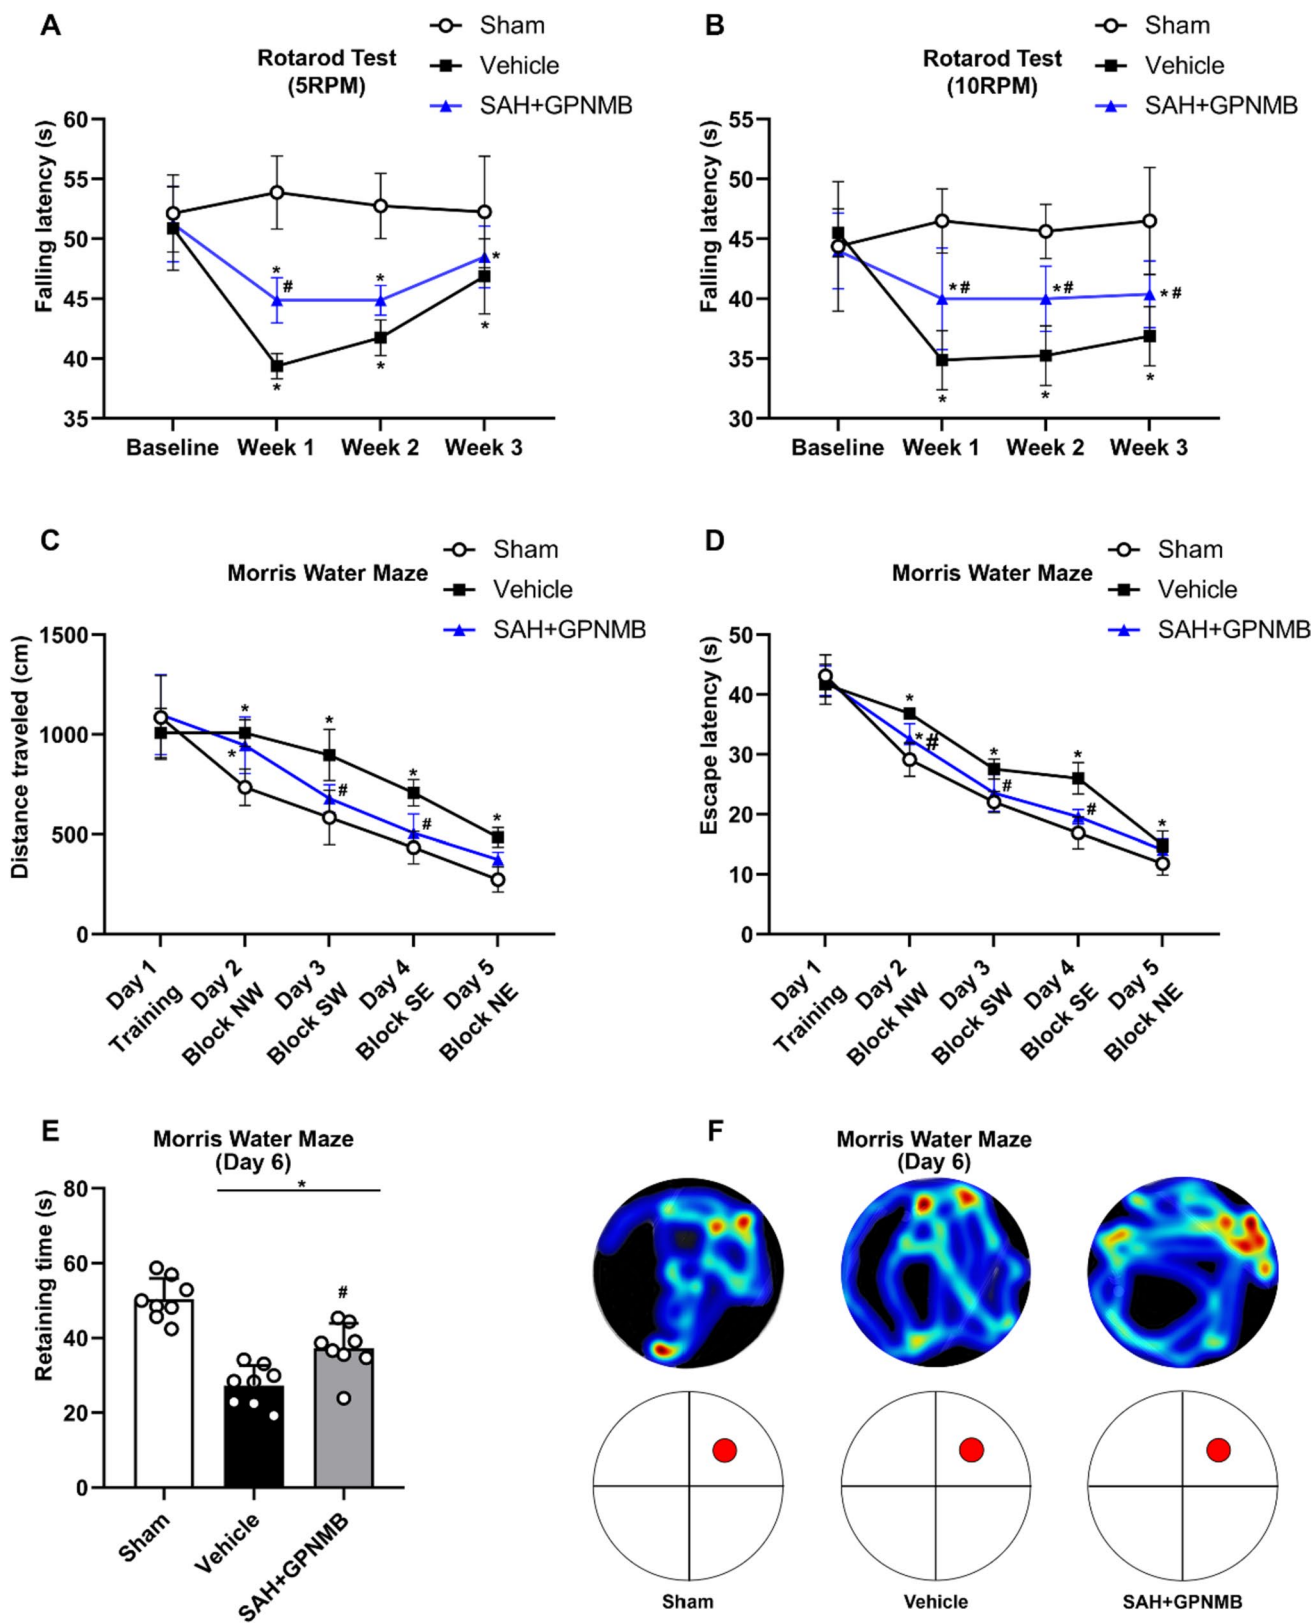 A
Rotarod Test
(5RPM)
Sham
Vehicle
SAH+GPNMB
Falling latency (s)
60
55
50
45
40
35
*
#
*
*
*
*
*
Baseline
Week 1
Week 2
Week 3
B
Rotarod Test
(10RPM)
Sham
Vehicle
SAH+GPNMB
Falling latency (s)
55
50
45
40
35
30
*#
*#
*#
*
*
*
Baseline
Week 1
Week 2
Week 3
C
Morris Water Maze
Sham
Vehicle
SAH+GPNMB
Distance traveled (cm)
1500
1000
500
0
*
*
*
#
*
#
*
Day 1
Training
Day 2
Block NW
Day 3
Block SW
Day 4
Block SE
Day 5
Block NE
D
Morris Water Maze
Sham
Vehicle
SAH+GPNMB
Escape latency (s)
50
40
30
20
10
0
*
*#
*
#
*
#
*
Day 1
Training
Day 2
Block NW
Day 3
Block SW
Day 4
Block SE
Day 5
Block NE
E
Morris Water Maze
(Day 6)
Retaining time (s)
80
60
40
20
0
*
#
Sham
Vehicle
SAH+GPNMB
F
Morris Water Maze
(Day 6)
Sham
Vehicle
SAH+GPNMB